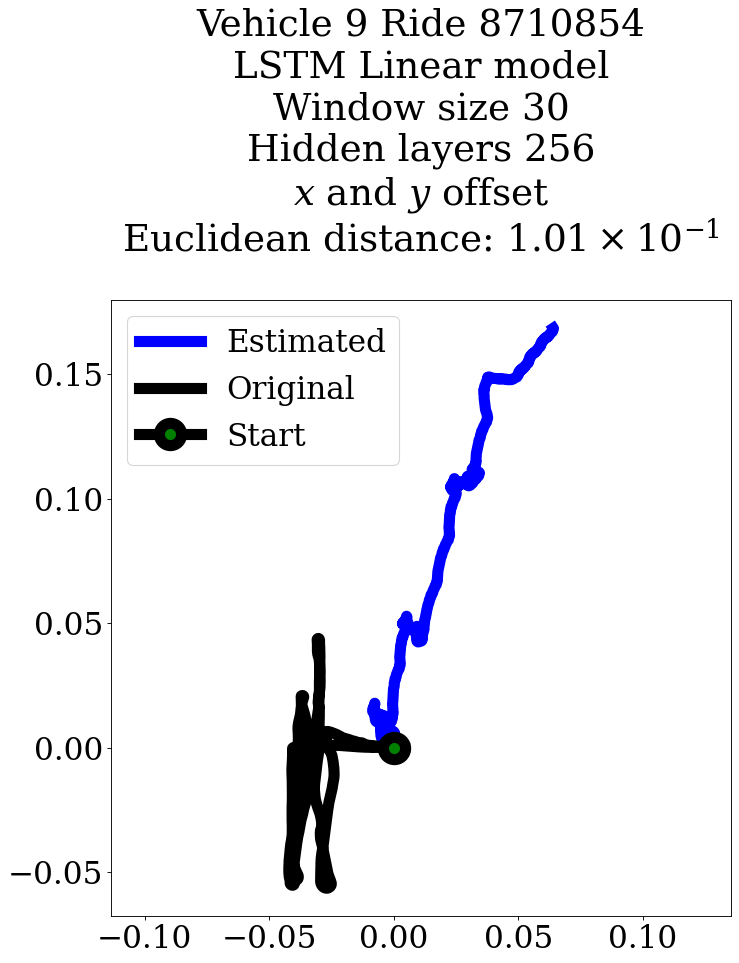 Vehicle 9 Ride 8710854
LSTM Linear model
Window size 30
Hidden layers 256
x and y offset
Euclidean distance: 1.01 × 10⁻¹
Estimated
Original
Start
0.15
0.10
0.05
0.00
−0.05
−0.10 −0.05 0.00 0.05 0.10